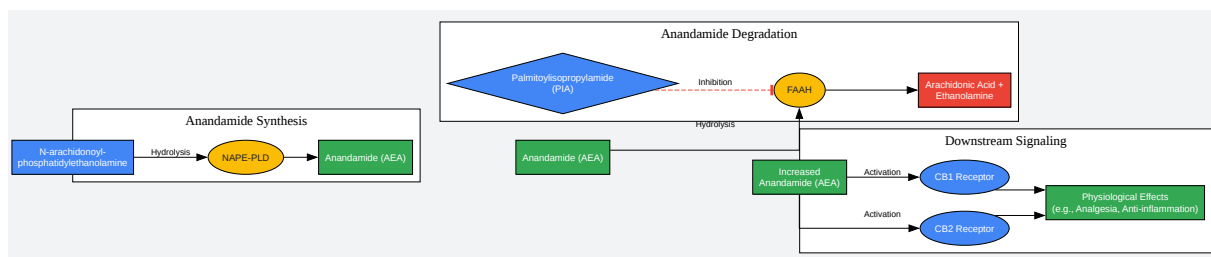 Anandamide Synthesis
N-arachidonoyl-
phosphatidylethanolamine
Hydrolysis
NAPE-PLD
Anandamide (AEA)
Anandamide Degradation
Palmitoylisopropylamide
(PIA)
Inhibition
FAAH
Arachidonic Acid +
Ethanolamine
Hydrolysis
Anandamide (AEA)
Downstream Signaling
Increased
Anandamide (AEA)
Activation
CB1 Receptor
Activation
CB2 Receptor
Physiological Effects
(e.g., Analgesia, Anti-inflammation)